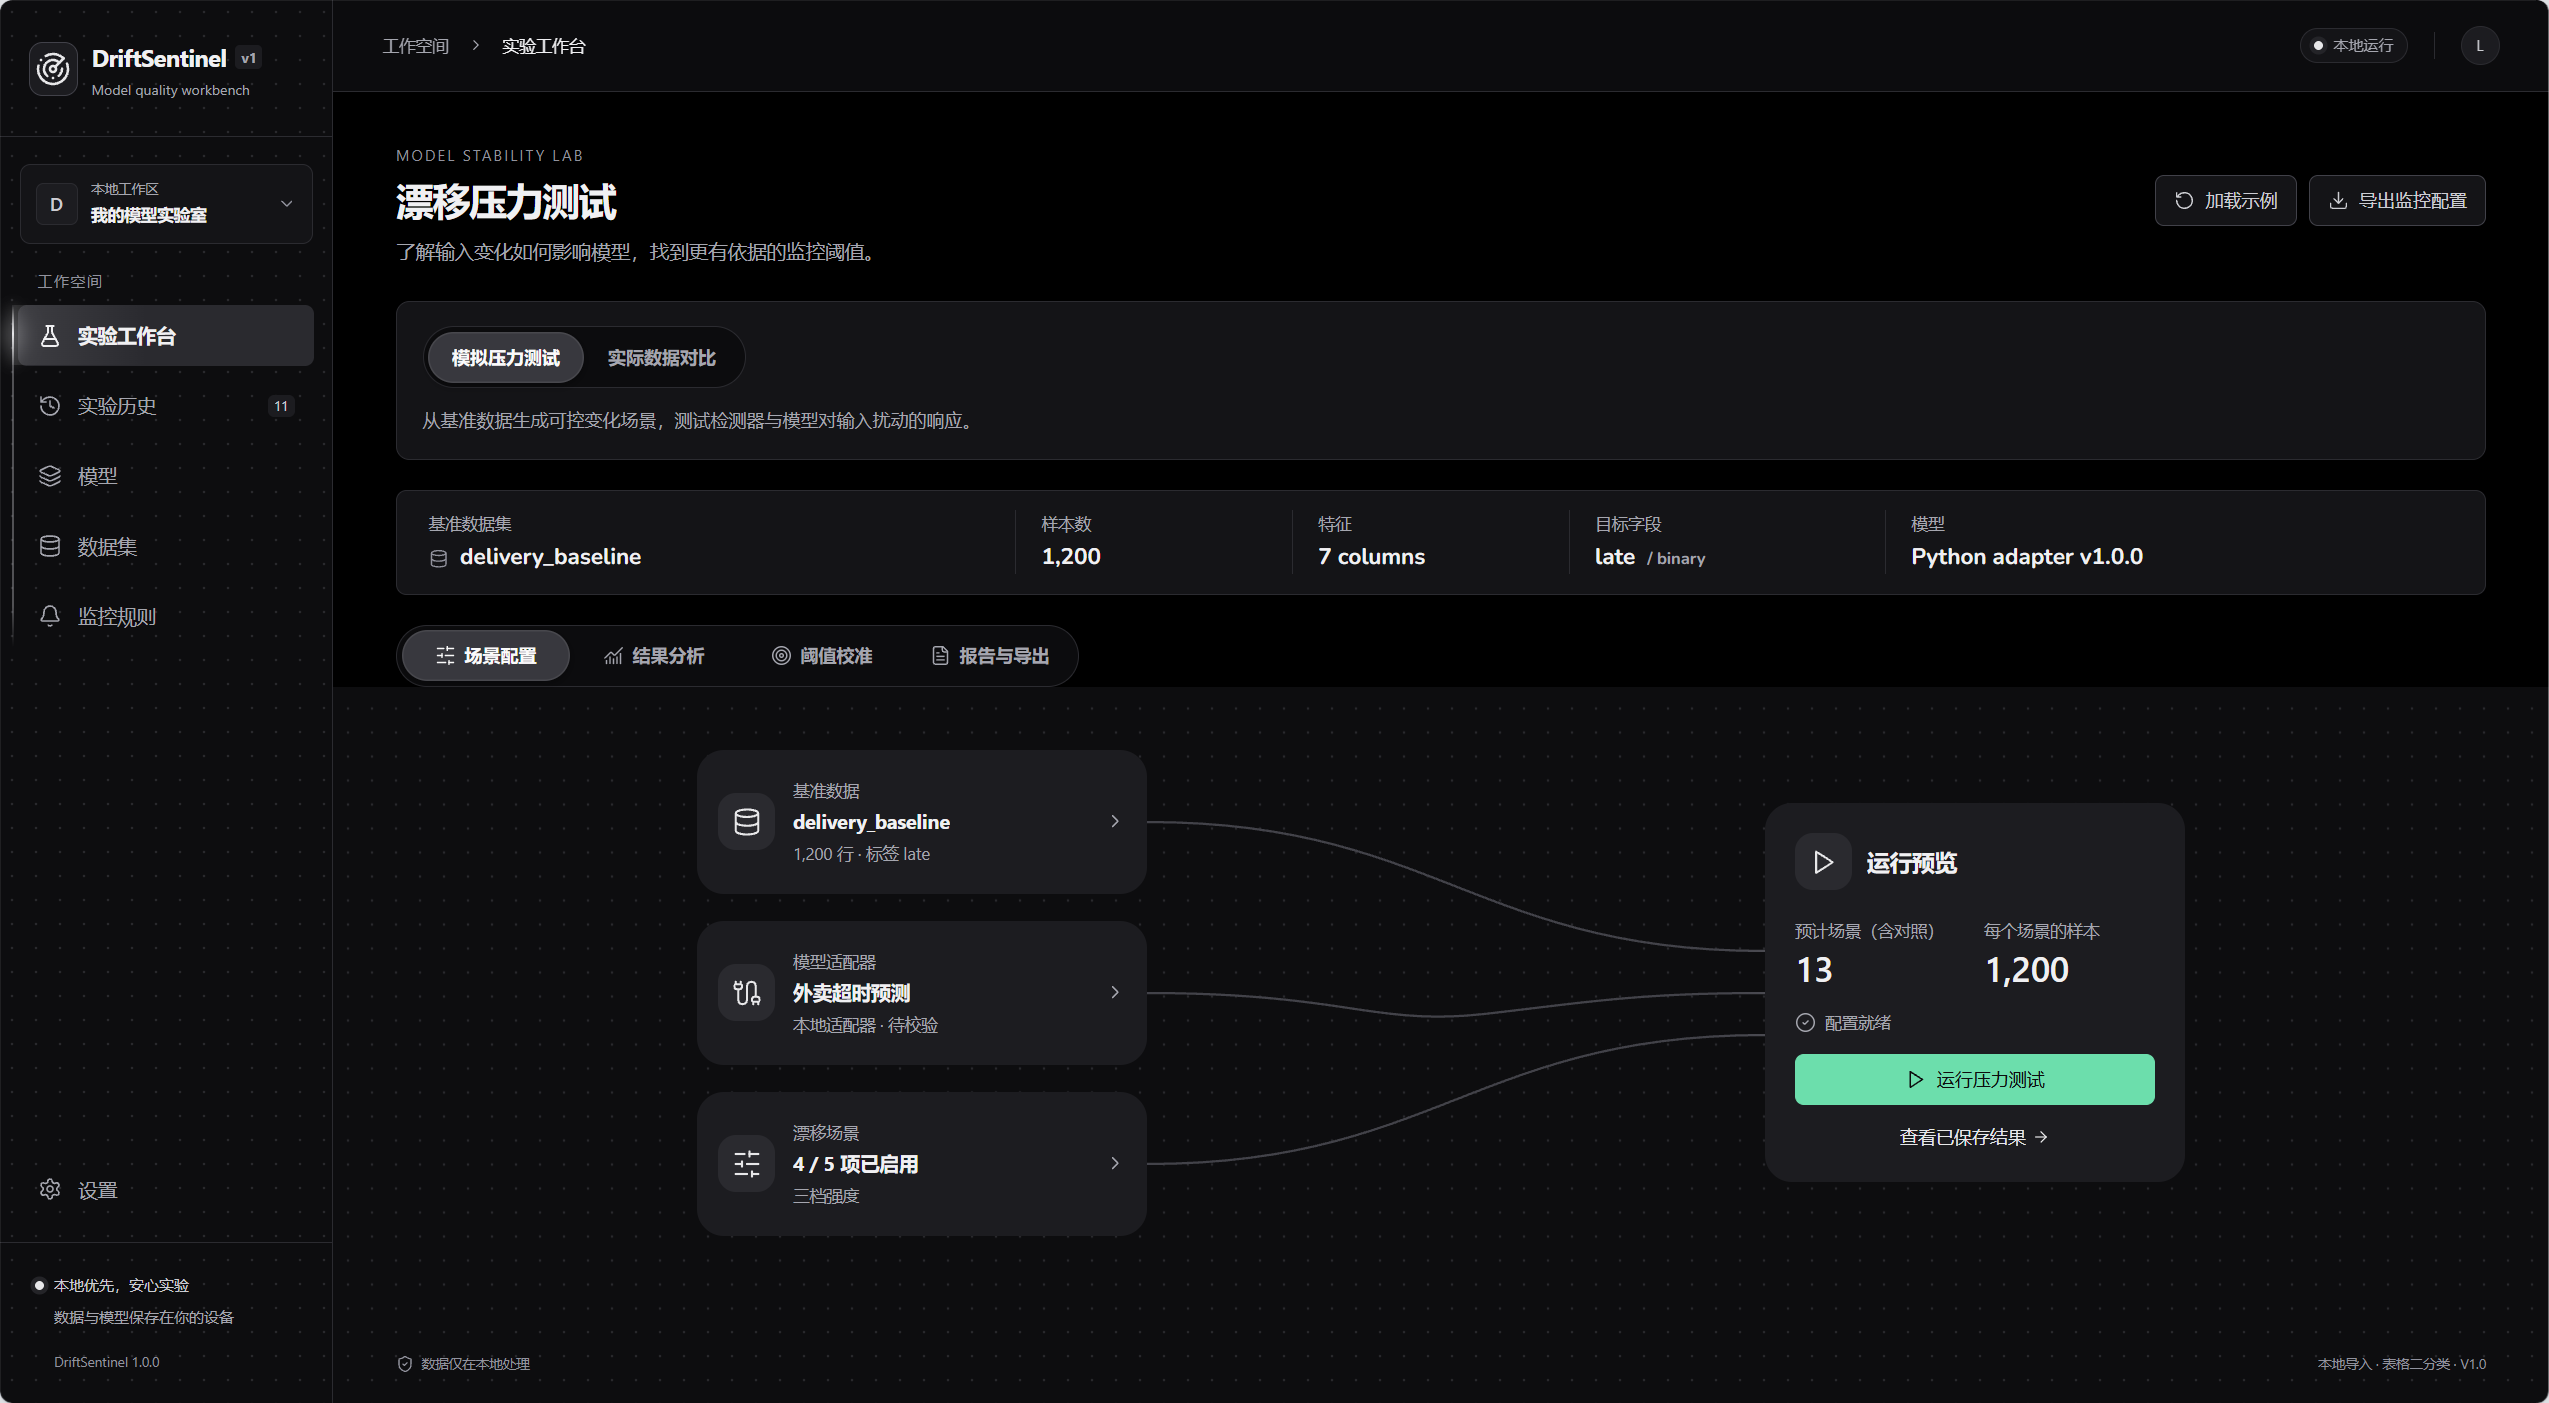 DriftSentinel v1
Model quality workbench
D
本地工作区
我的模型实验室
工作空间
实验工作台
实验历史 11
模型
数据集
监控规则
设置
本地优先，安心实验
数据与模型保存在你的设备
DriftSentinel 1.0.0
工作空间 > 实验工作台
本地运行
L
MODEL STABILITY LAB
漂移压力测试
了解输入变化如何影响模型，找到更有依据的监控阈值。
加载示例
导出监控配置
模拟压力测试 实际数据对比
从基准数据生成可控变化场景，测试检测器与模型对输入扰动的响应。
基准数据集
delivery_baseline
样本数
1,200
特征
7 columns
目标字段
late / binary
模型
Python adapter v1.0.0
场景配置 结果分析 阈值校准 报告与导出
基准数据
delivery_baseline
1,200 行 · 标签 late
模型适配器
外卖超时预测
本地适配器 · 待校验
漂移场景
4 / 5 项已启用
三档强度
运行预览
预计场景（含对照）
13
每个场景的样本
1,200
配置就绪
运行压力测试
查看已保存结果 →
数据仅在本地处理
本地导入 · 表格二分类 · V1.0